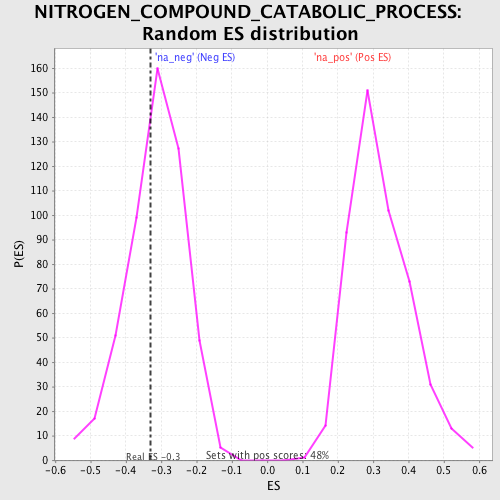 NITROGEN_COMPOUND_CATABOLIC_PROCESS:
Random ES distribution
'na_neg' (Neg ES)
'na_pos' (Pos ES)
160
150
140
130
120
110
100
90
80
70
60
50
40
30
20
10
0
P(ES)
Real ES -0.3
Sets with pos scores: 48%
-0.6 -0.5 -0.4 -0.3 -0.2 -0.1 0.0 0.1 0.2 0.3 0.4 0.5 0.6
ES